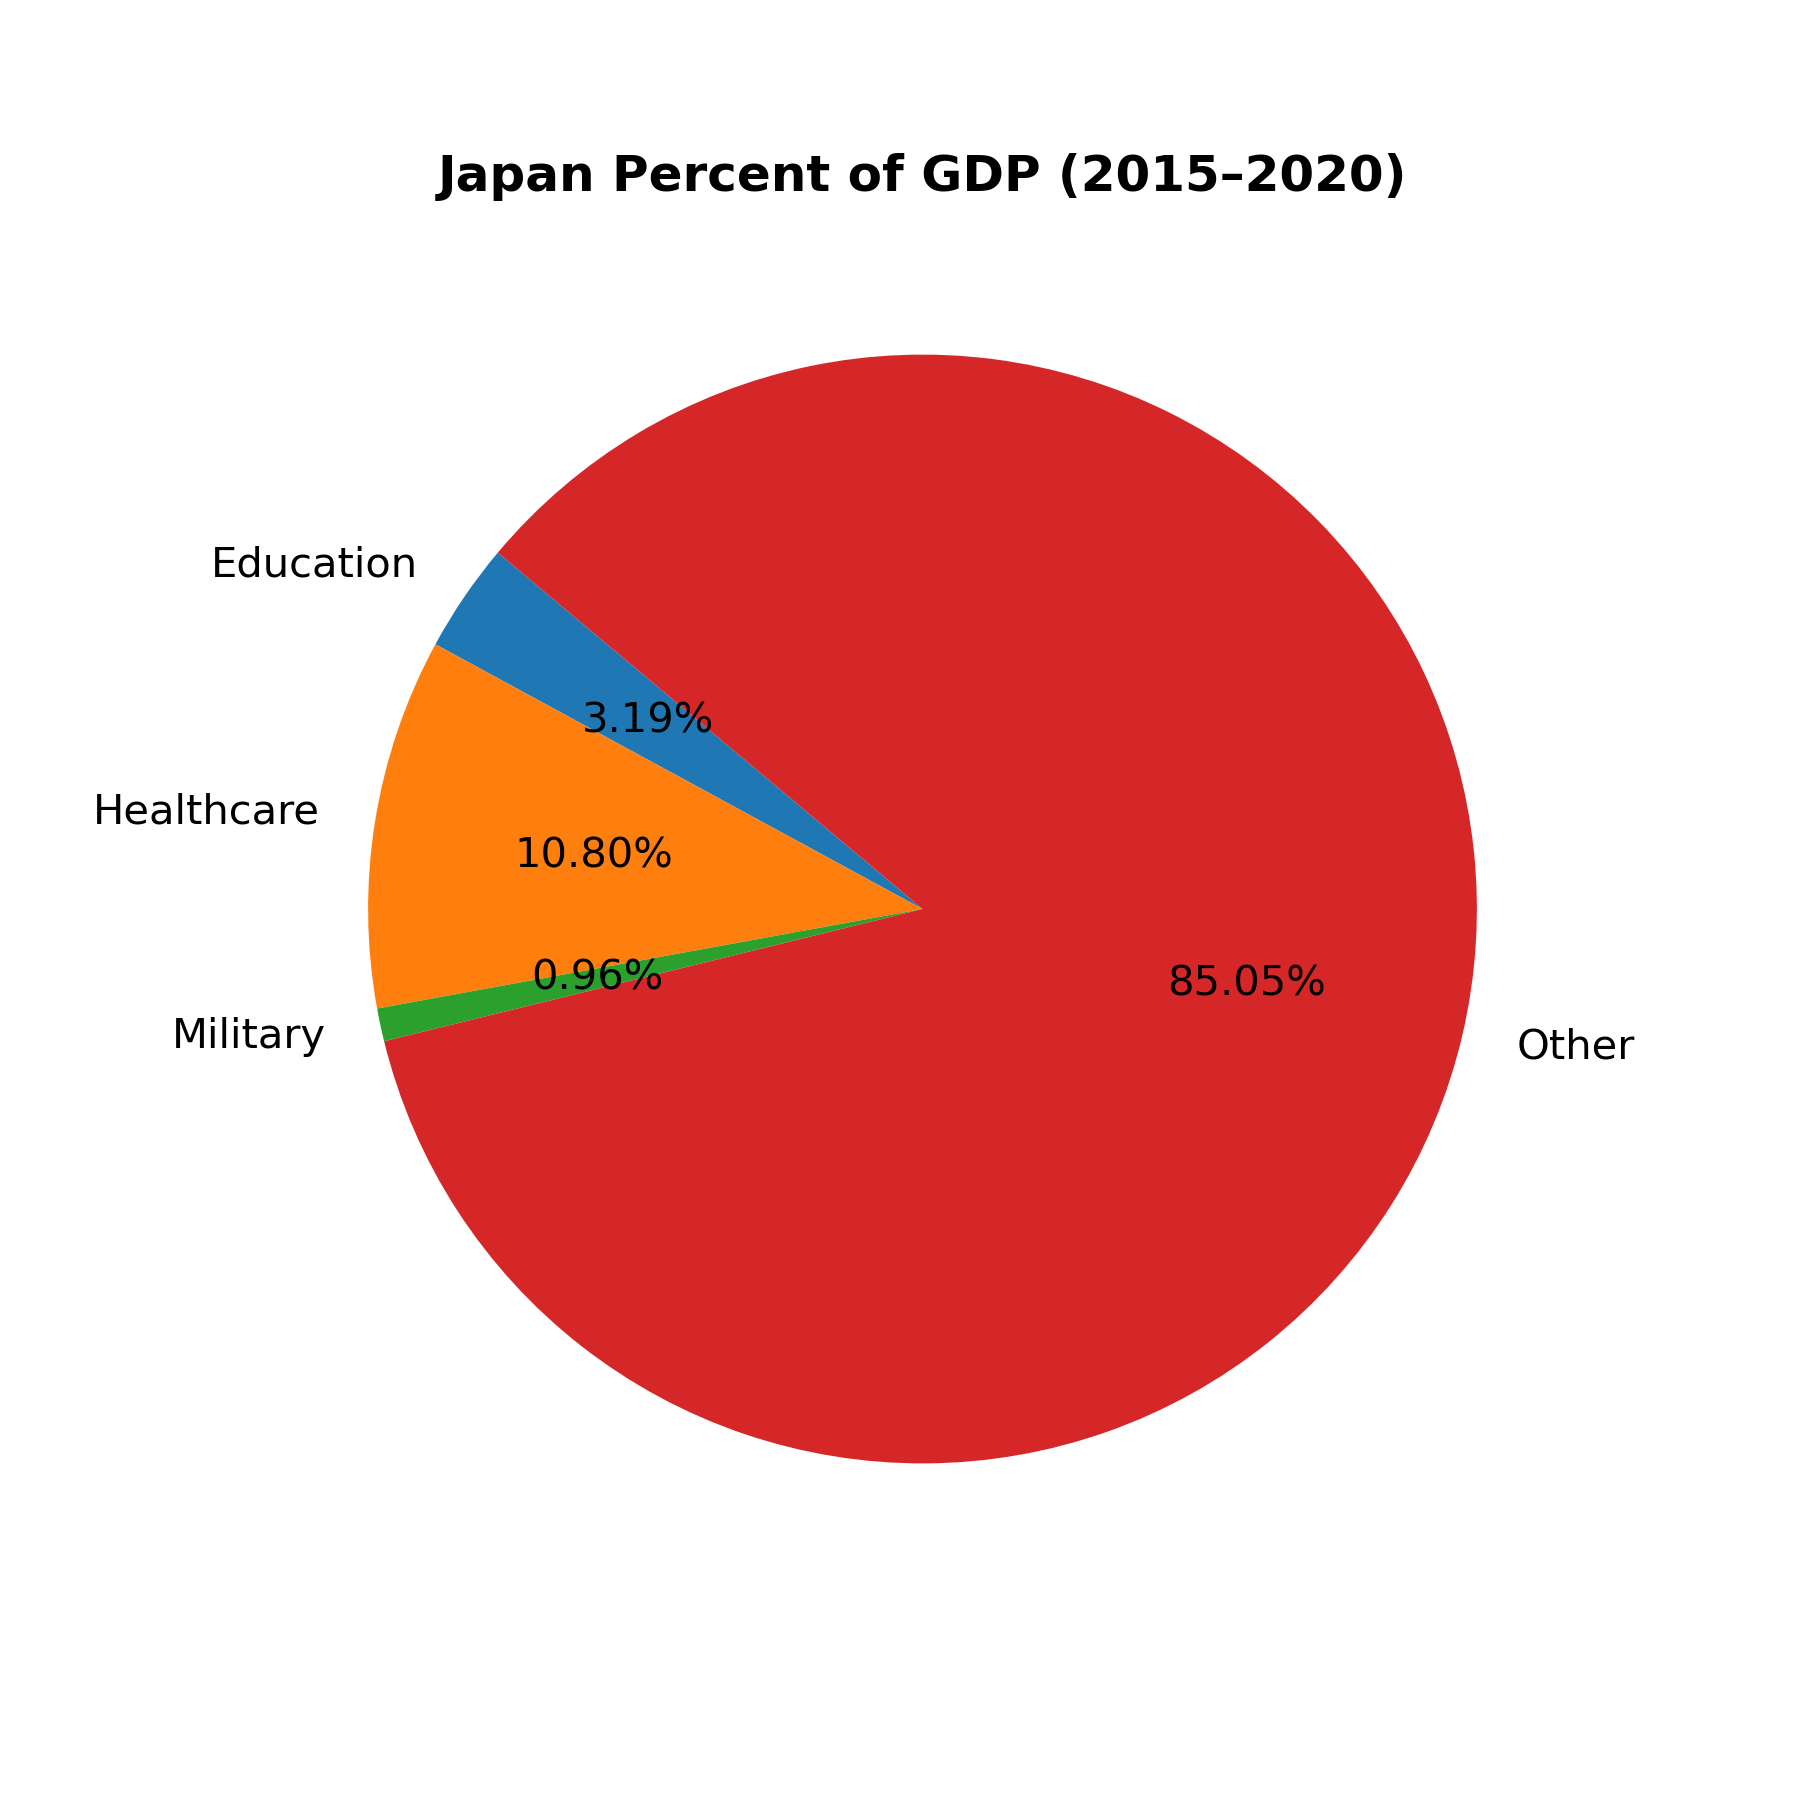 Japan Percent of GDP (2015–2020)
Education
3.19%
Healthcare
10.80%
0.96%
Military
85.05%
Other